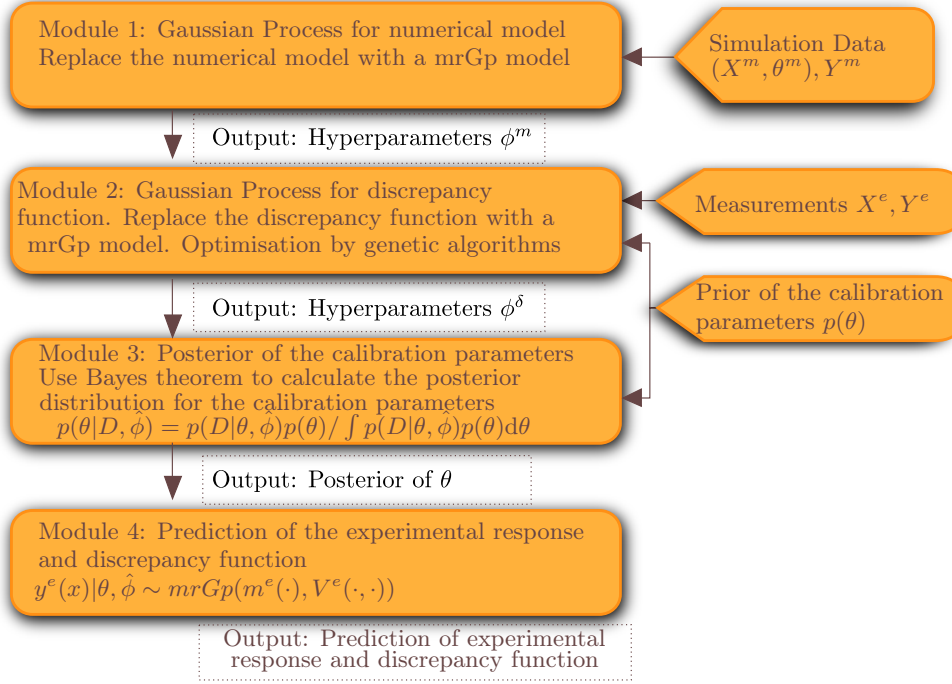 Module 1: Gaussian Process for numerical model
Replace the numerical model with a mrGp model
Simulation Data
(X^m, θ^m), Y^m
Output: Hyperparameters ϕ^m
Module 2: Gaussian Process for discrepancy
function. Replace the discrepancy function with a
mrGp model. Optimisation by genetic algorithms
Measurements X^e, Y^e
Prior of the calibration
parameters p(θ)
Output: Hyperparameters ϕ^δ
Module 3: Posterior of the calibration parameters
Use Bayes theorem to calculate the posterior
distribution for the calibration parameters
p(θ|D, ϕ̂) = p(D|θ, ϕ̂)p(θ)/ ∫ p(D|θ, ϕ̂)p(θ)dθ
Output: Posterior of θ
Module 4: Prediction of the experimental response
and discrepancy function
y^e(x)|θ, ϕ̂ ∼ mrGp(m^e(·), V^e(·, ·))
Output: Prediction of experimental
response and discrepancy function